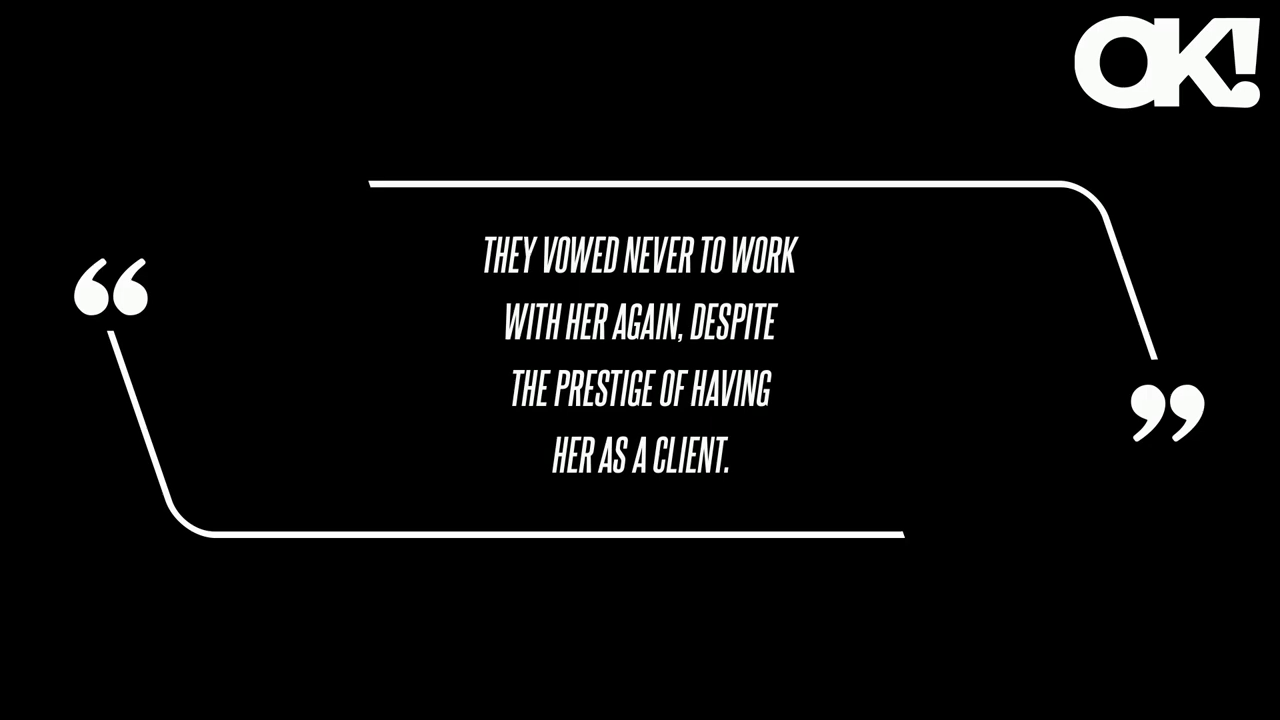 OK!
“
THEY VOWED NEVER TO WORK
WITH HER AGAIN, DESPITE
THE PRESTIGE OF HAVING
HER AS A CLIENT.
”